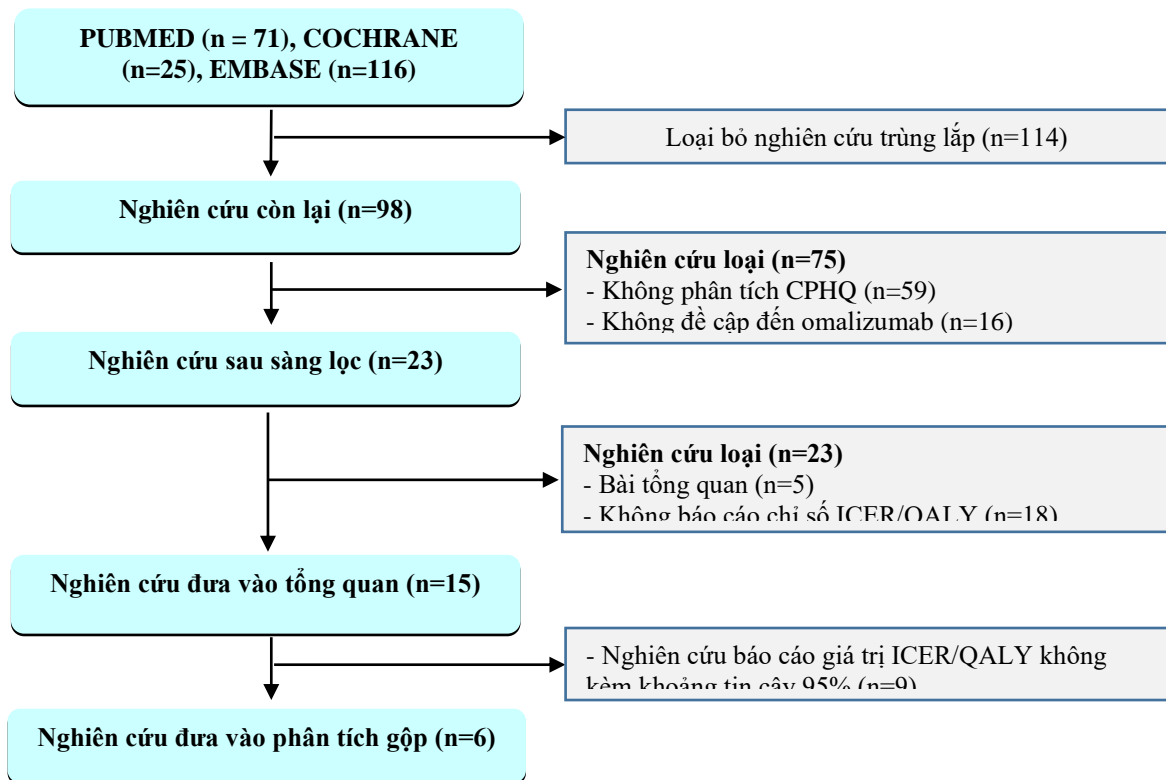 PUBMED (n = 71), COCHRANE
(n=25), EMBASE (n=116)
Loại bỏ nghiên cứu trùng lắp (n=114)
Nghiên cứu còn lại (n=98)
Nghiên cứu loại (n=75)
- Không phân tích CPHQ (n=59)
- Không đề cập đến omalizumab (n=16)
Nghiên cứu sau sàng lọc (n=23)
Nghiên cứu loại (n=23)
- Bài tổng quan (n=5)
- Không báo cáo chỉ số ICER/QALY (n=18)
Nghiên cứu đưa vào tổng quan (n=15)
- Nghiên cứu báo cáo giá trị ICER/QALY không
kèm khoảng tin cậy 95% (n=9)
Nghiên cứu đưa vào phân tích gộp (n=6)